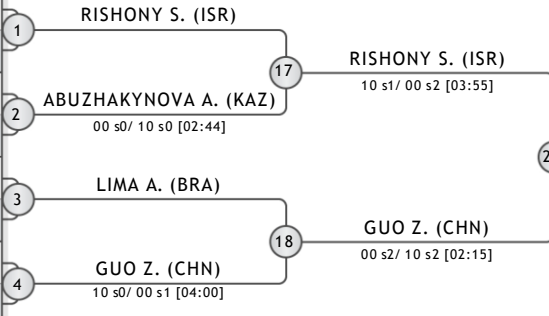 RISHONY S. (ISR)
1
17
RISHONY S. (ISR)
10 s1/ 00 s2 [03:55]
ABUZHAKYNOVA A. (KAZ)
2
00 s0/ 10 s0 [02:44]
2
LIMA A. (BRA)
3
18
GUO Z. (CHN)
00 s2/ 10 s2 [02:15]
GUO Z. (CHN)
4
10 s0/ 00 s1 [04:00]